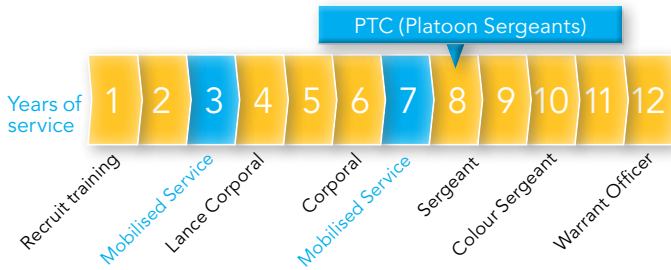 PTC (Platoon Sergeants)
Years of
service
1 2 3 4 5 6 7 8 9 10 11 12
Recruit training
Mobilised Service
Lance Corporal
Corporal
Mobilised Service
Sergeant
Colour Sergeant
Warrant Officer